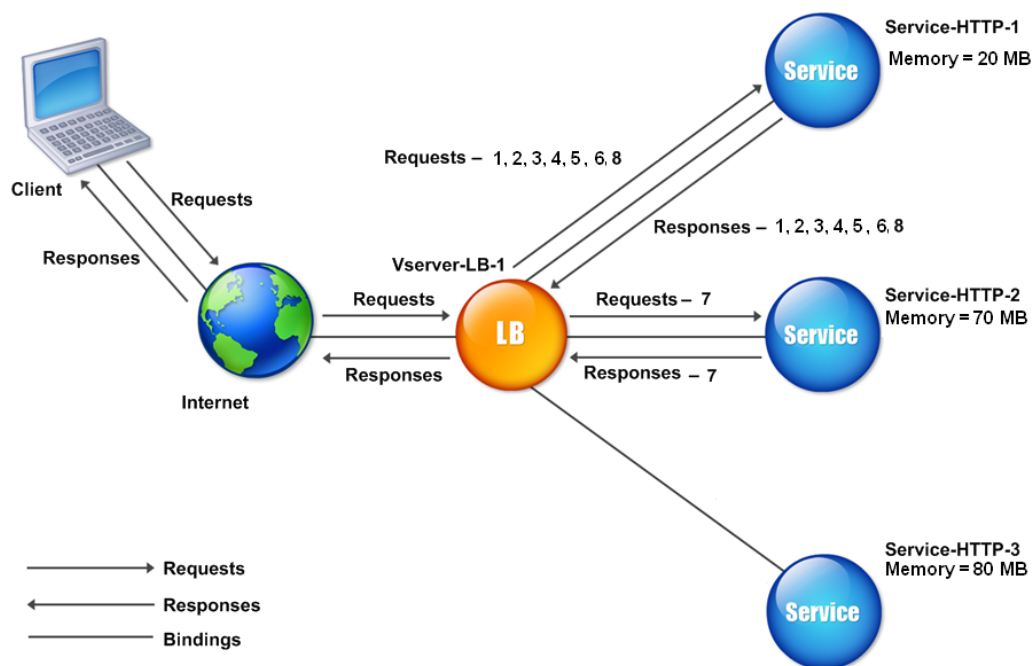 Service-HTTP-1
Memory = 20 MB
Service
Requests – 1, 2, 3, 4, 5, 6, 8
Client
Requests
Responses
Responses – 1, 2, 3, 4, 5, 6, 8
Vserver-LB-1
Service-HTTP-2
Memory = 70 MB
Requests
Requests – 7
LB
Service
Responses
Responses – 7
Internet
Service-HTTP-3
Memory = 80 MB
Service
Requests
Responses
Bindings